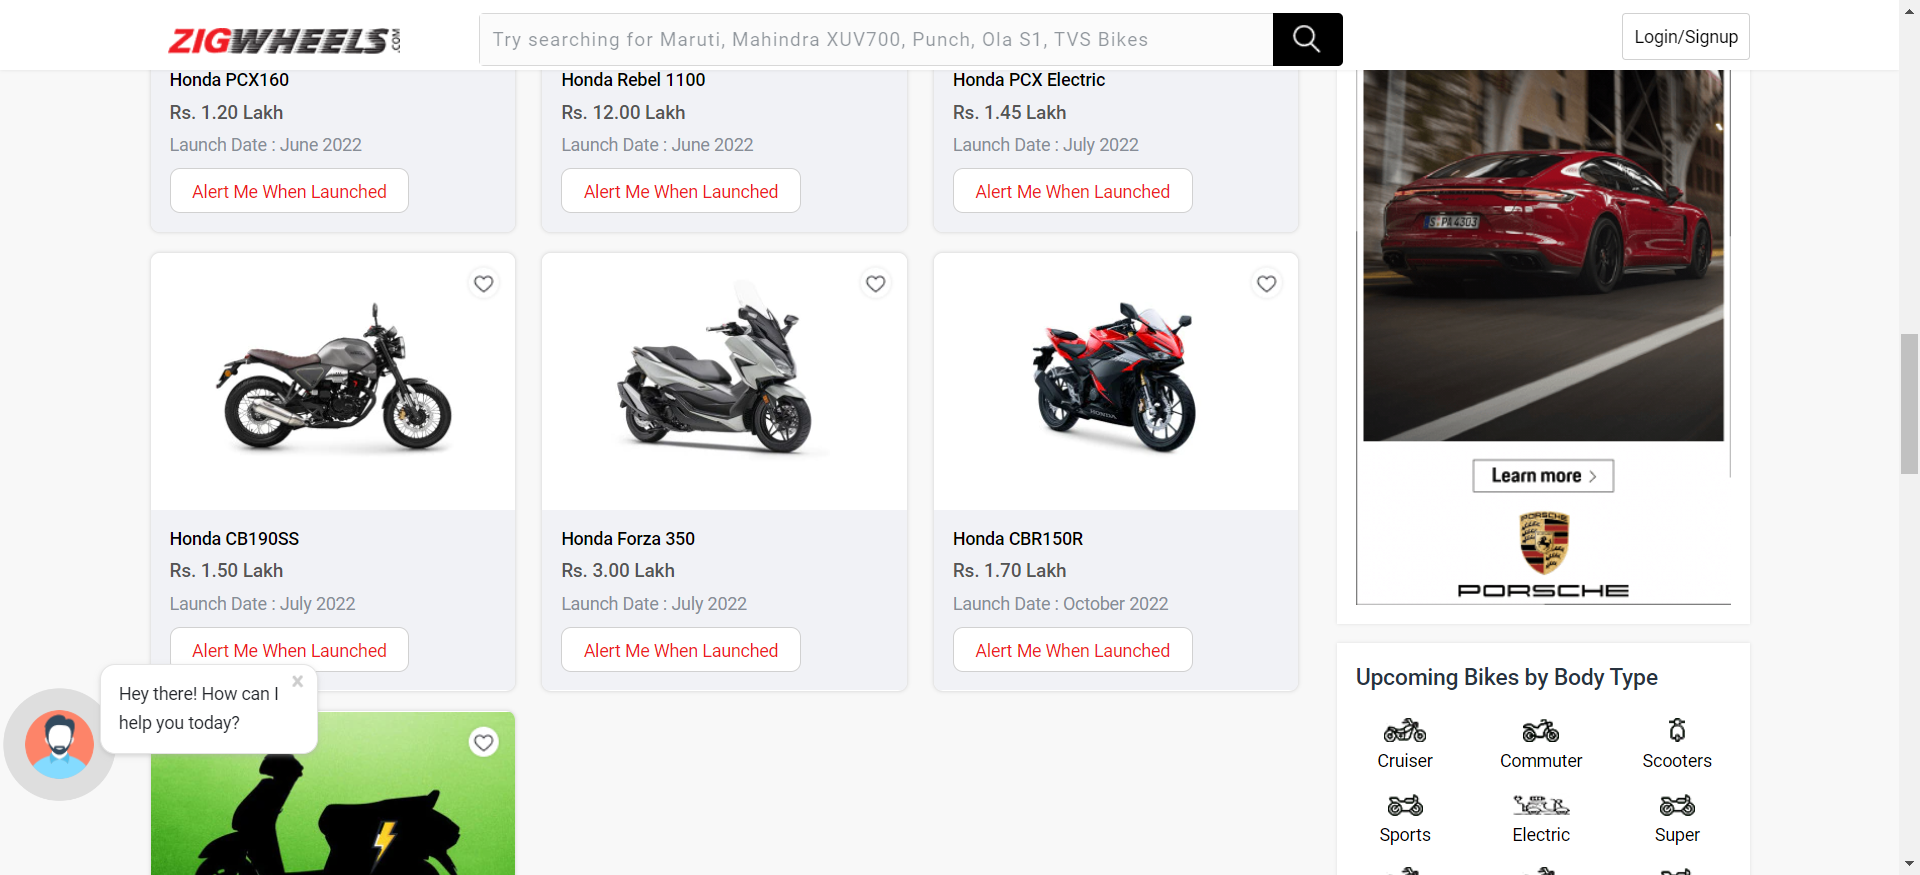 ZIGWHEELS.COM
Try searching for Maruti, Mahindra XUV700, Punch, Ola S1, TVS Bikes
Login/Signup
Honda PCX160
Rs. 1.20 Lakh
Launch Date : June 2022
Alert Me When Launched
Honda Rebel 1100
Rs. 12.00 Lakh
Launch Date : June 2022
Alert Me When Launched
Honda PCX Electric
Rs. 1.45 Lakh
Launch Date : July 2022
Alert Me When Launched
Honda CB190SS
Rs. 1.50 Lakh
Launch Date : July 2022
Alert Me When Launched
Honda Forza 350
Rs. 3.00 Lakh
Launch Date : July 2022
Alert Me When Launched
HONDA
Honda CBR150R
Rs. 1.70 Lakh
Launch Date : October 2022
Alert Me When Launched
Hey there! How can I
help you today?
S PA 4303
Learn more
PORSCHE
PORSCHE
Upcoming Bikes by Body Type
Cruiser
Commuter
Scooters
Sports
Electric
Super